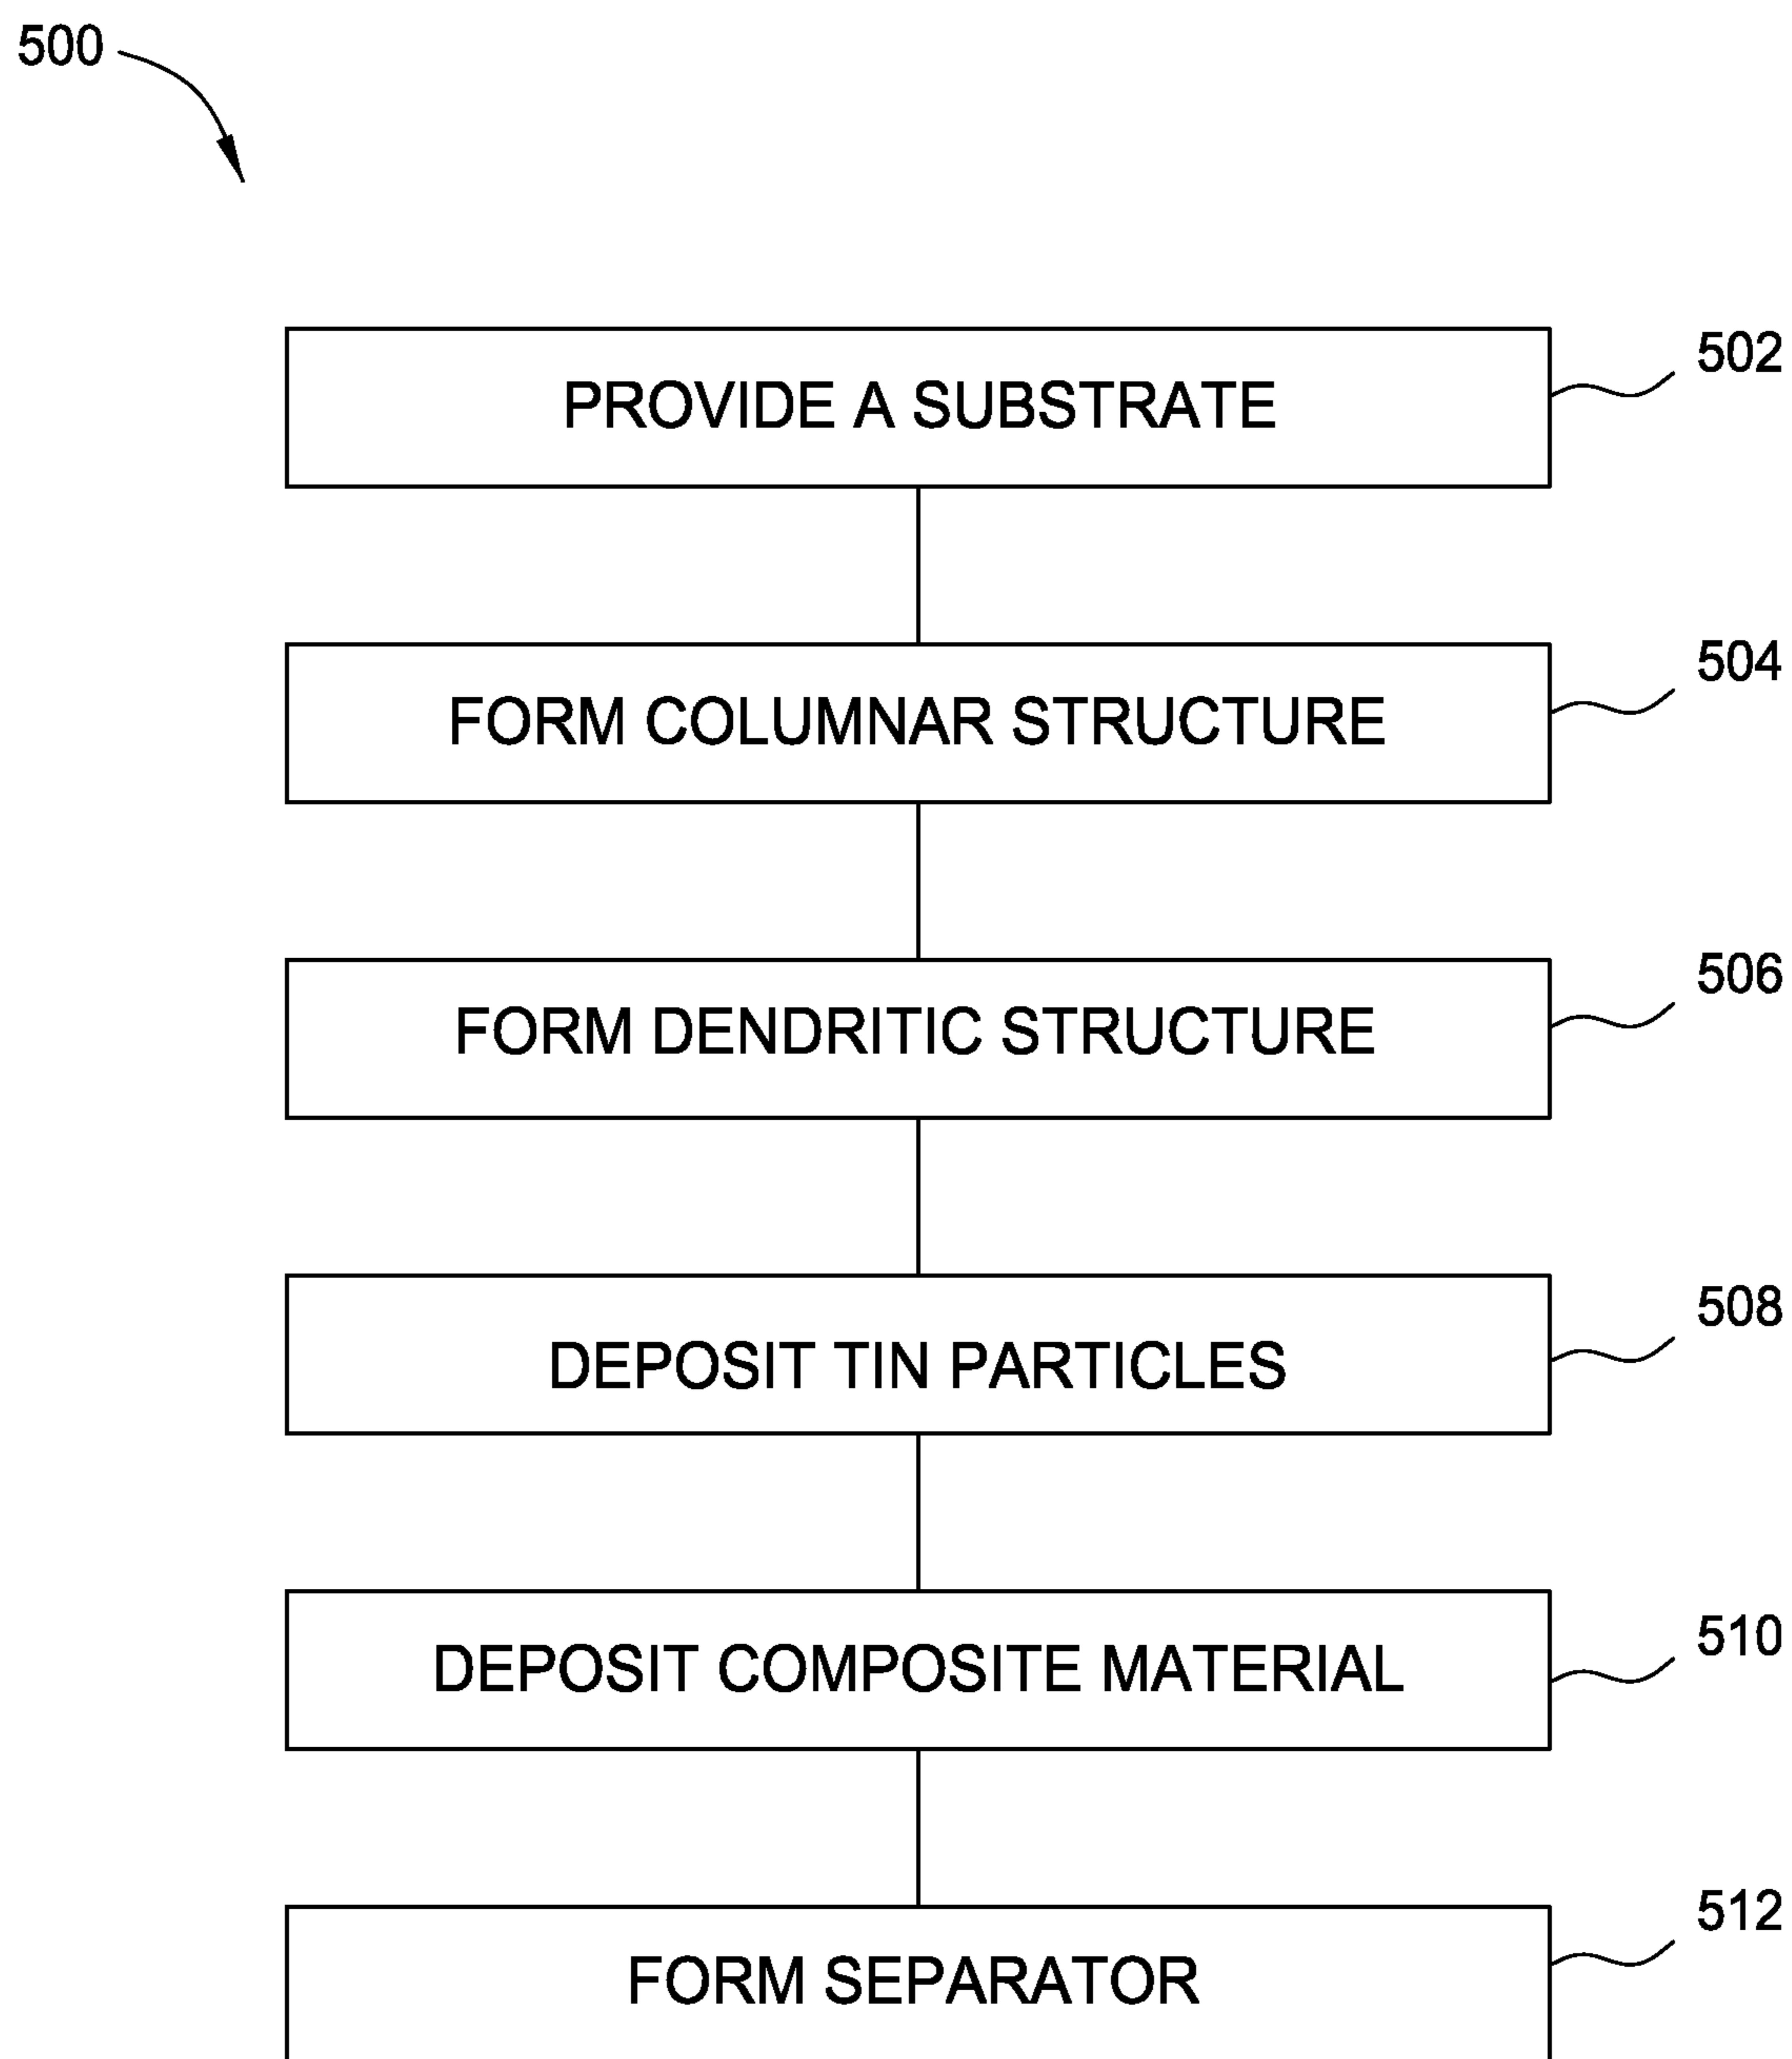 500
PROVIDE A SUBSTRATE
502
FORM COLUMNAR STRUCTURE
504
FORM DENDRITIC STRUCTURE
506
DEPOSIT TIN PARTICLES
508
DEPOSIT COMPOSITE MATERIAL
510
FORM SEPARATOR
512